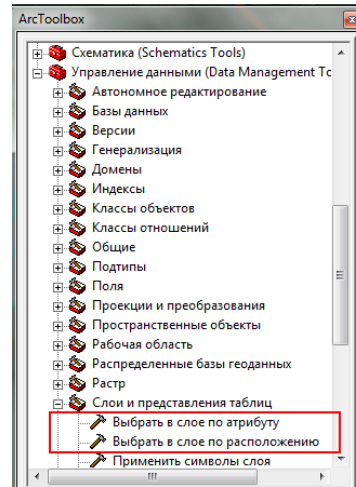 ArcToolbox
Схематика (Schematics Tools)
Управление данными (Data Management To
Автономное редактирование
Базы данных
Версии
Генерализация
Домены
Индексы
Классы объектов
Классы отношений
Общие
Подтипы
Поля
Проекции и преобразования
Пространственные объекты
Рабочая область
Распределенные базы геоданных
Растр
Слои и представления таблиц
Выбрать в слое по атрибуту
Выбрать в слое по расположению
Применить символы слоя